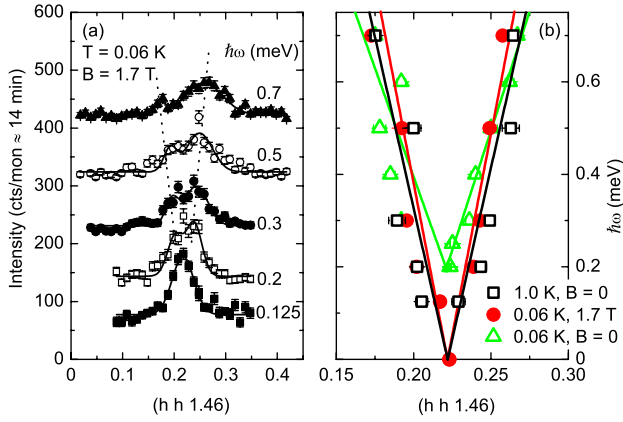 (a)
T = 0.06 K
B = 1.7 T
ħω (meV)
0.7
0.5
0.3
0.2
0.125
600
500
400
300
200
100
0
0
0.1
0.2
0.3
0.4
0.5
(h h 1.46)
Intensity (cts/mon ≈ 14 min)
(b)
1.0 K, B = 0
0.06 K, 1.7 T
0.06 K, B = 0
0.15
0.20
0.25
0.30
(h h 1.46)
0.6
0.4
0.2
0
ħω (meV)